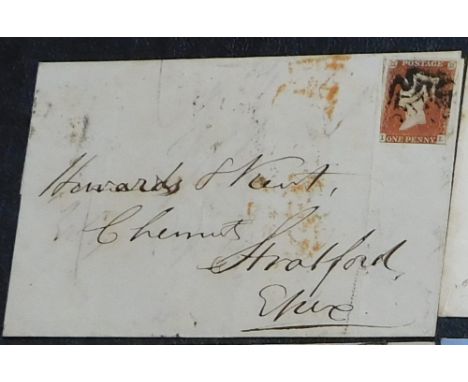 POSTAGE
ONE PENNY
Howards & Kent,
Chemists
Stratford,
Essex